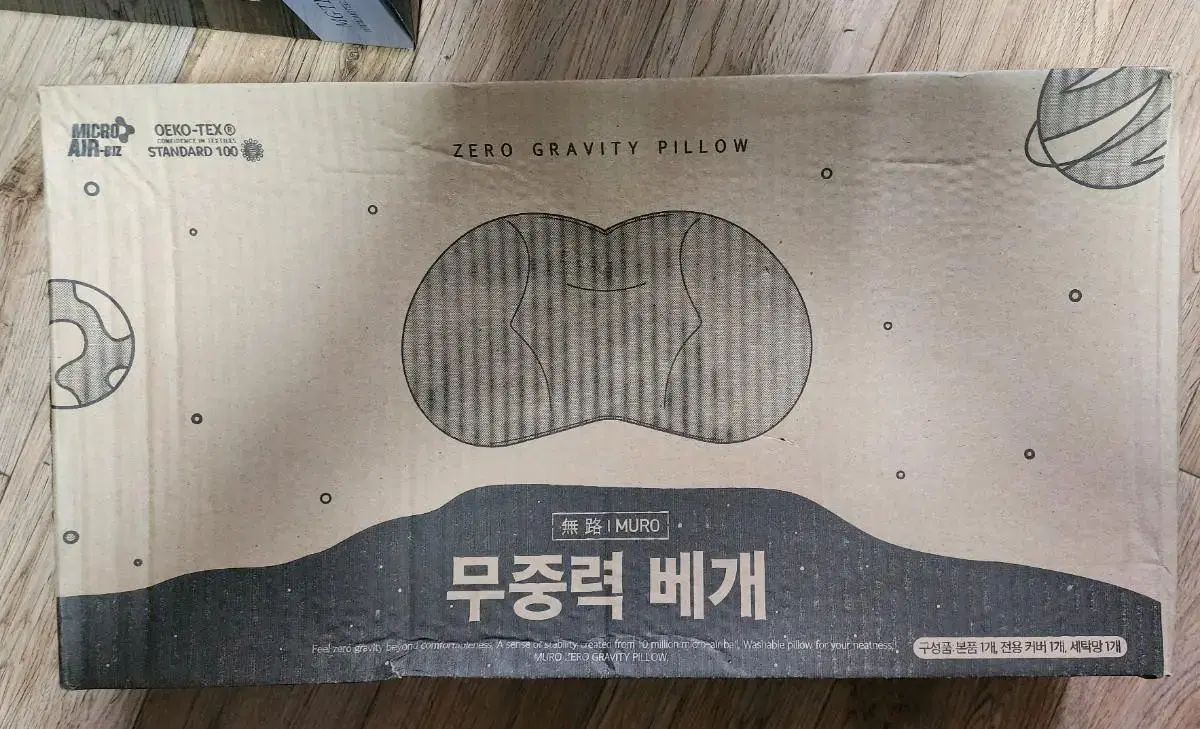 MICRO
AIR-BIZ
OEKO-TEX®
CONFIDENCE IN TEXTILES
STANDARD 100
ZERO GRAVITY PILLOW
無路 | MURO
무중력 베개
Feel zero gravity beyond comfortableness. A sense of stability created from 10 million micro-air-ball. Washable pillow for your neatness!
MURO ZERO GRAVITY PILLOW.
구성품: 본품 1개, 전용 커버 1개, 세탁망 1개